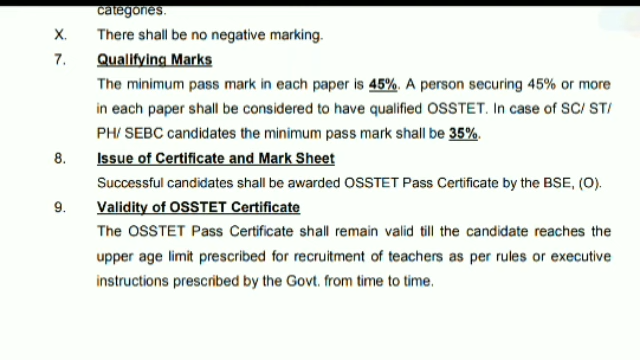 categories.
X. There shall be no negative marking.
7. Qualifying Marks
The minimum pass mark in each paper is 45%. A person securing 45% or more
in each paper shall be considered to have qualified OSSTET. In case of SC/ ST/
PH/ SEBC candidates the minimum pass mark shall be 35%.
8. Issue of Certificate and Mark Sheet
Successful candidates shall be awarded OSSTET Pass Certificate by the BSE, (O).
9. Validity of OSSTET Certificate
The OSSTET Pass Certificate shall remain valid till the candidate reaches the
upper age limit prescribed for recruitment of teachers as per rules or executive
instructions prescribed by the Govt. from time to time.